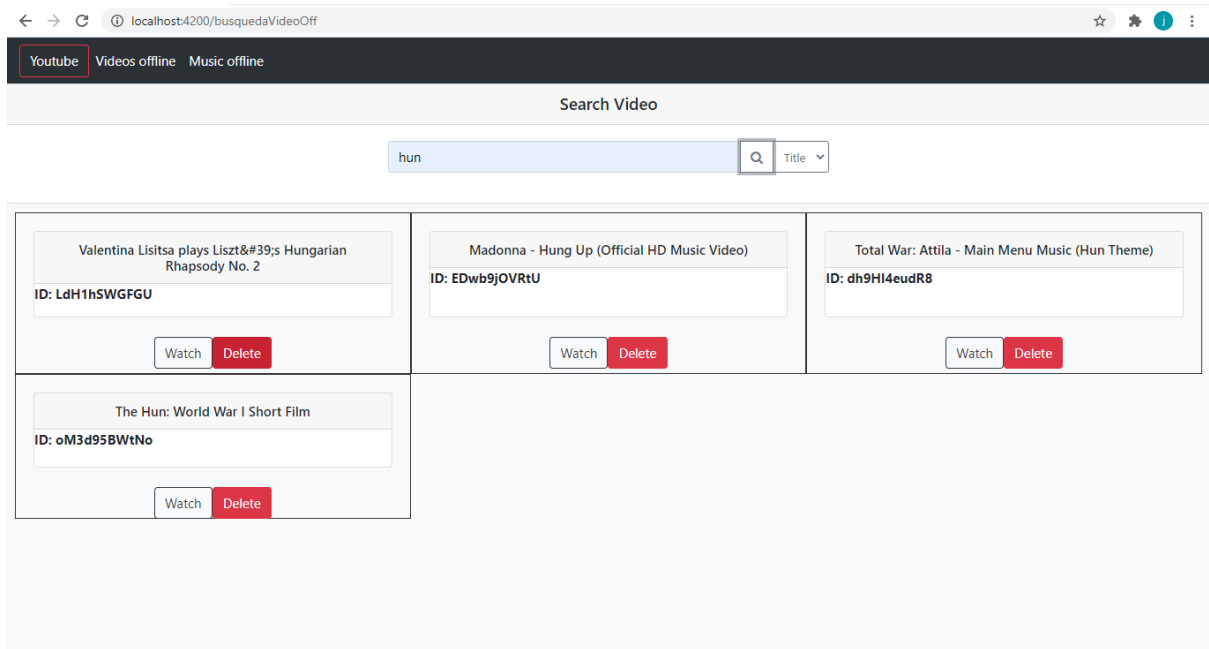 localhost:4200/busquedaVideoOff
j
Youtube Videos offline Music offline
Search Video
hun Title
Valentina Lisitsa plays Liszt&#39;s Hungarian
Rhapsody No. 2
ID: LdH1hSWGFGU
Watch Delete
Madonna - Hung Up (Official HD Music Video)
ID: EDwb9jOVRtU
Watch Delete
Total War: Attila - Main Menu Music (Hun Theme)
ID: dh9HI4eudR8
Watch Delete
The Hun: World War I Short Film
ID: oM3d95BWtNo
Watch Delete